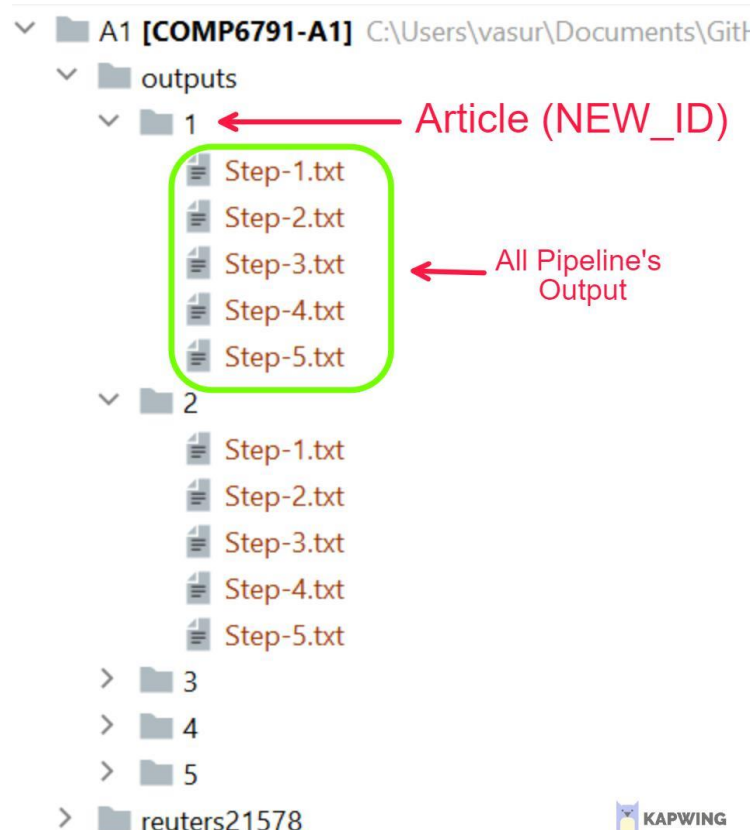 A1 [COMP6791-A1] C:\Users\vasur\Documents\GitH
outputs
1 Article (NEW_ID)
Step-1.txt
Step-2.txt
Step-3.txt
All Pipeline's
Output
Step-4.txt
Step-5.txt
2
Step-1.txt
Step-2.txt
Step-3.txt
Step-4.txt
Step-5.txt
3
4
5
reuters21578
KAPWING